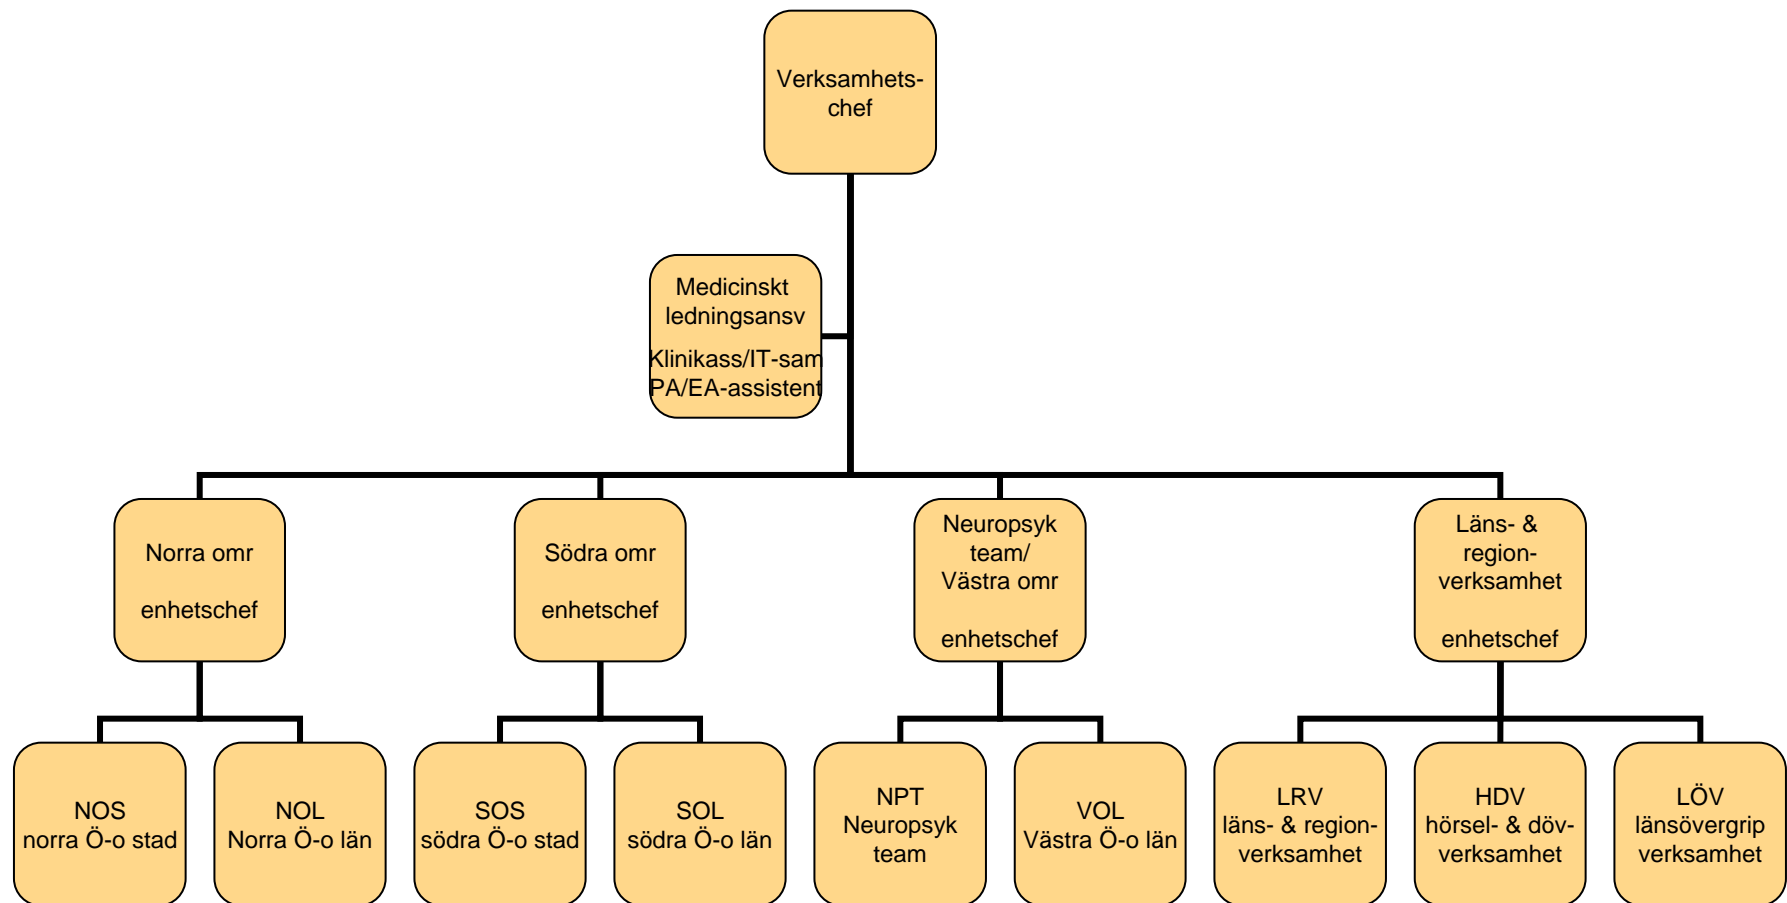 Verksamhets-
chef
Medicinskt
ledningsansv
Klinikass/IT-sam
PA/EA-assistent
Norra omr
enhetschef
Södra omr
enhetschef
Neuropsyk
team/
Västra omr
enhetschef
Läns- &
region-
verksamhet
enhetschef
NOS
norra Ö-o stad
NOL
Norra Ö-o län
SOS
södra Ö-o stad
SOL
södra Ö-o län
NPT
Neuropsyk
team
VOL
Västra Ö-o län
LRV
läns- & region-
verksamhet
HDV
hörsel- & döv-
verksamhet
LÖV
länsövergrip
verksamhet